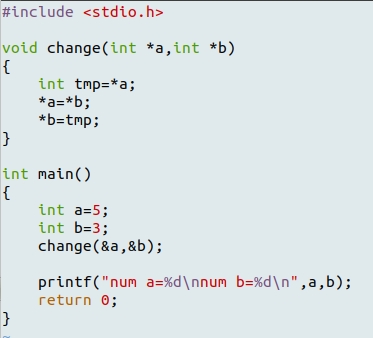 #include <stdio.h>
void change(int *a,int *b)
{
int tmp=*a;
*a=*b;
*b=tmp;
}
int main()
{
int a=5;
int b=3;
change(&a,&b);
printf("num a=%d\nnum b=%d\n",a,b);
return 0;
}
~